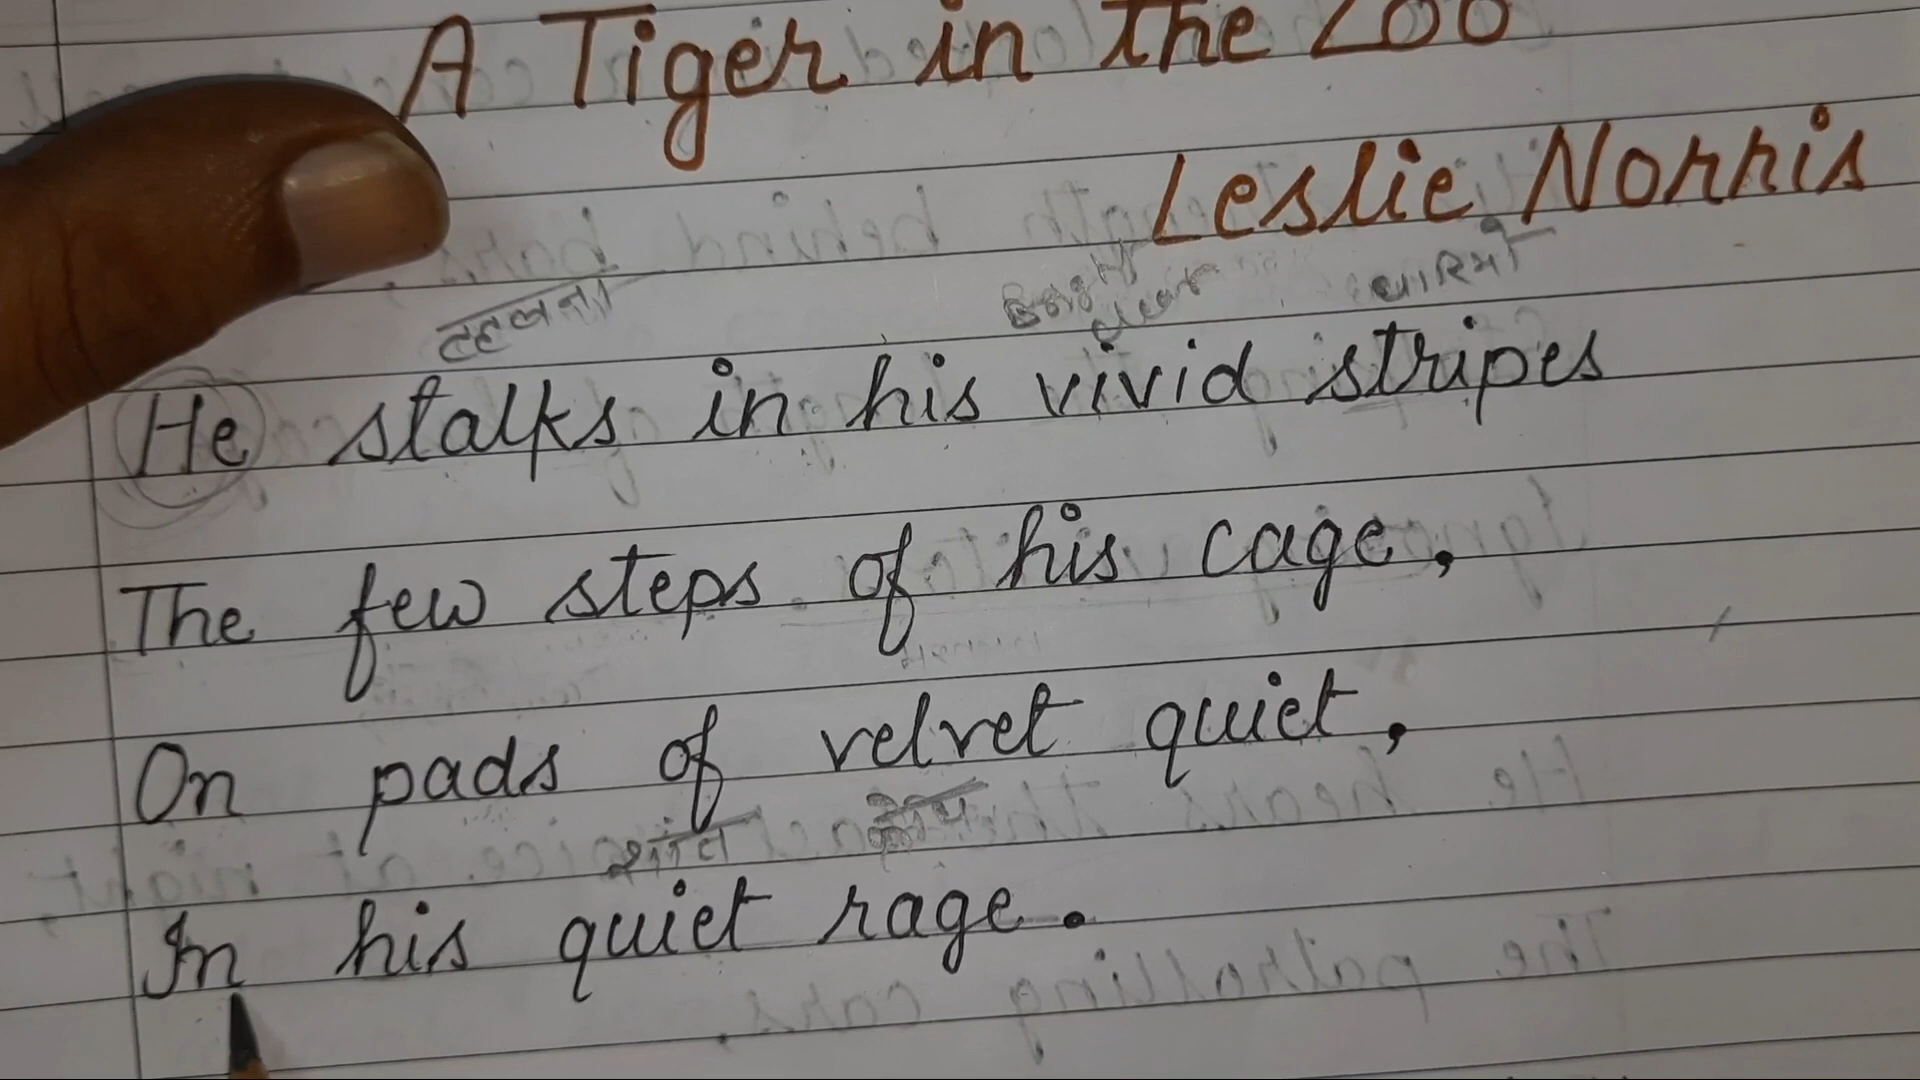 A Tiger in the Zoo
Leslie Norris
टहलना
धारियों
He stalks in his vivid stripes
The few steps of his cage,
On pads of velvet quiet,
शांत क्रोध
In his quiet rage.